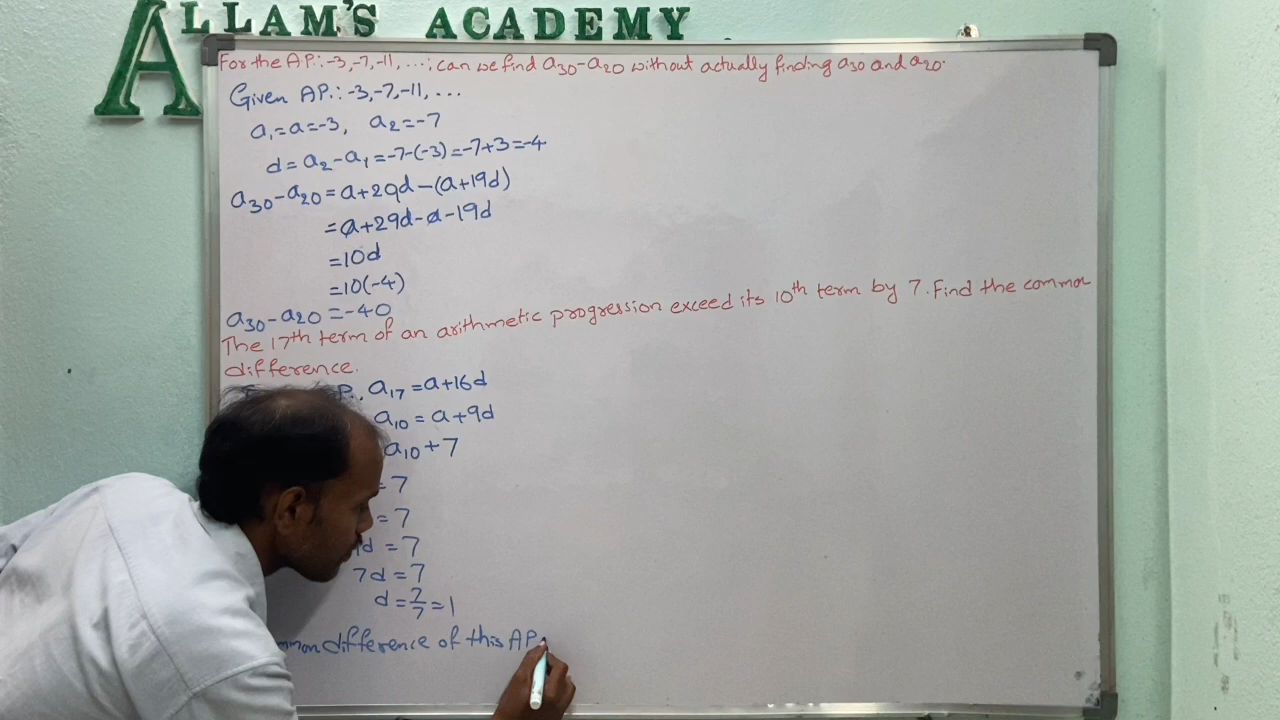 ALLAM'S ACADEMY
For the A.P.: -3, -7, -11, ...; can we find a₃₀-a₂₀ without actually finding a₃₀ and a₂₀.
Given AP.: -3, -7, -11, ...
a₁=a=-3, a₂=-7
d=a₂-a₁=-7-(-3)=-7+3=-4
a₃₀-a₂₀=a+29d-(a+19d)
=a+29d-a-19d
=10d
=10(-4)
a₃₀-a₂₀=-40
The 17th term of an arithmetic progression exceed its 10th term by 7. Find the common
difference.
P., a₁₇=a+16d
a₁₀=a+9d
a₁₀+7
=7
=7
d=7
7d=7
d=7/7=1
difference of this AP